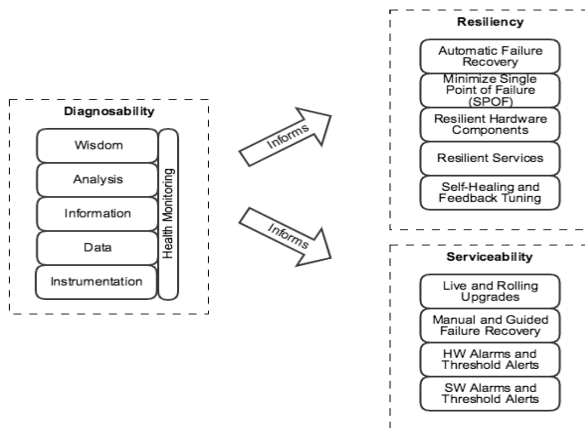 Diagnosability
Wisdom
Analysis
Information
Data
Instrumentation
Health Monitoring
Informs
Informs
Resiliency
Automatic Failure
Recovery
Minimize Single
Point of Failure
(SPOF)
Resilient Hardware
Components
Resilient Services
Self-Healing and
Feedback Tuning
Serviceability
Live and Rolling
Upgrades
Manual and Guided
Failure Recovery
HW Alarms and
Threshold Alerts
SW Alarms and
Threshold Alerts